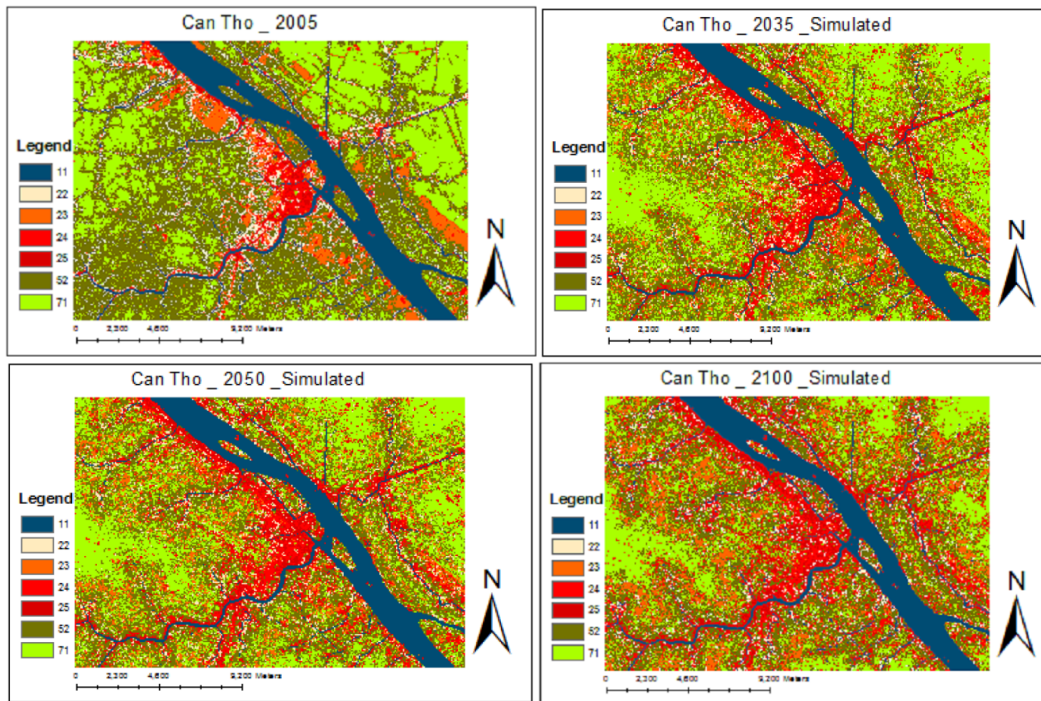 Can Tho _ 2005
Legend
11
22
23
24
25
52
71
N
0 2,300 4,600 9,200 Meters
Can Tho _ 2035 _Simulated
Legend
11
22
23
24
25
52
71
N
0 2,300 4,600 9,200 Meters
Can Tho _ 2050 _Simulated
Legend
11
22
23
24
25
52
71
N
0 2,300 4,600 9,200 Meters
Can Tho _ 2100 _Simulated
Legend
11
22
23
24
25
52
71
N
0 2,300 4,600 9,200 Meters